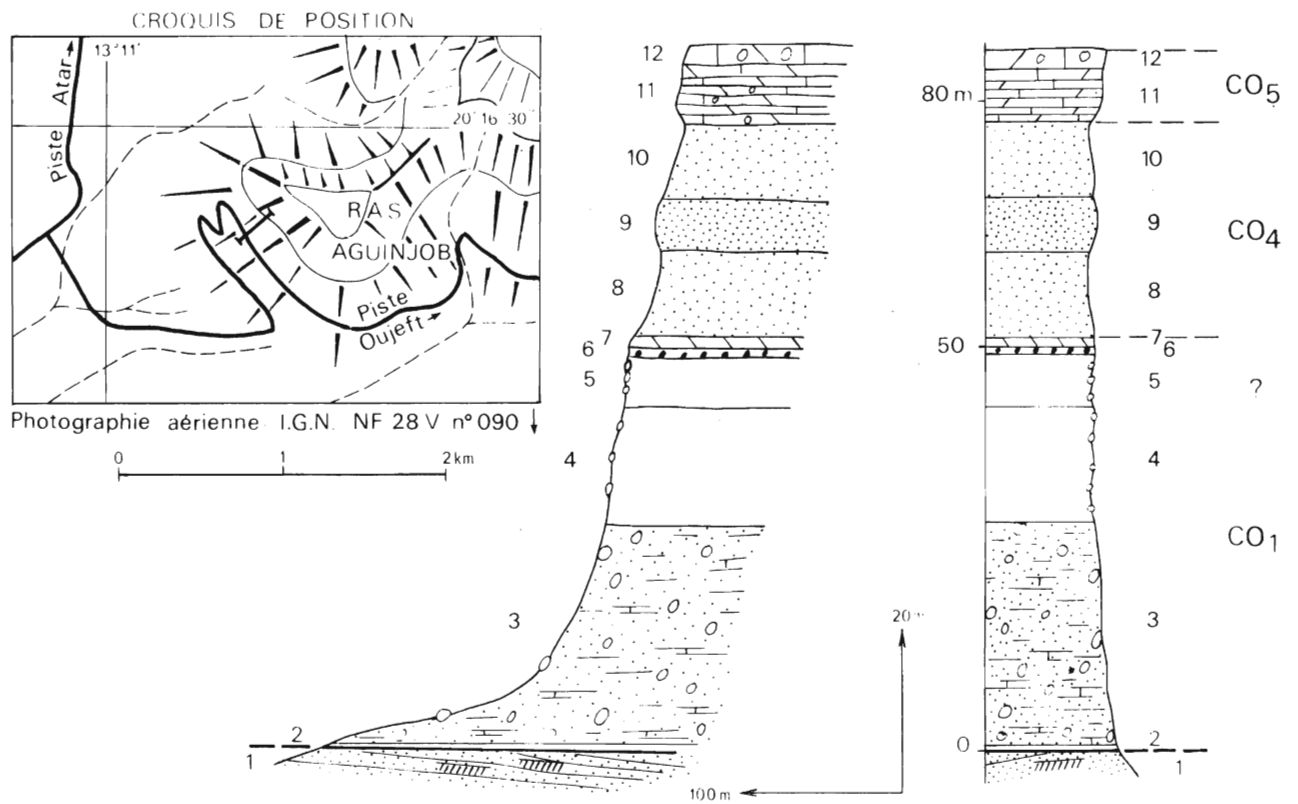 CROQUIS DE POSITION
13° 11'
Piste Atar
20° 16' 30"
RAS
AGUINJOB
Piste
Oujeft
Photographie aérienne I.G.N. NF 28 V n° 090
0 1 2 km
12
11
10
9
8
7
6
5
4
3
2
1
20 m
100 m
80 m
50
0
12
11
10
9
8
7
6
5
4
3
2
1
CO5
CO4
?
CO1